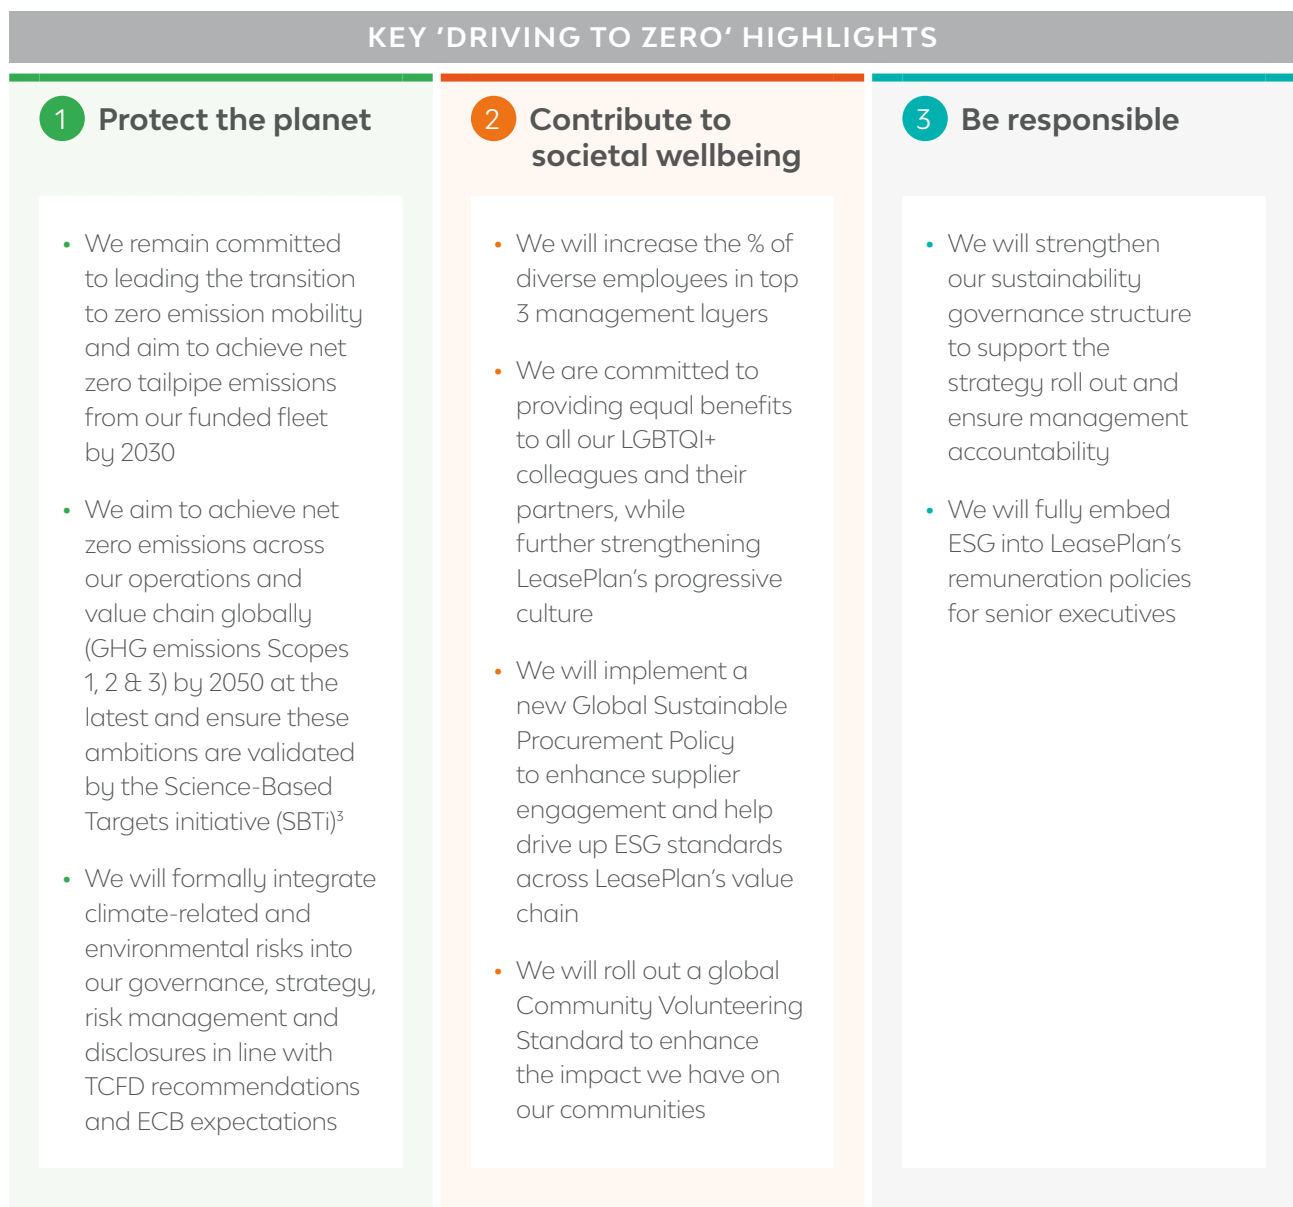 KEY ‘DRIVING TO ZERO’ HIGHLIGHTS
1 Protect the planet
• We remain committed
to leading the transition
to zero emission mobility
and aim to achieve net
zero tailpipe emissions
from our funded fleet
by 2030
• We aim to achieve net
zero emissions across
our operations and
value chain globally
(GHG emissions Scopes
1, 2 & 3) by 2050 at the
latest and ensure these
ambitions are validated
by the Science-Based
Targets initiative (SBTi)³
• We will formally integrate
climate-related and
environmental risks into
our governance, strategy,
risk management and
disclosures in line with
TCFD recommendations
and ECB expectations
2 Contribute to
societal wellbeing
• We will increase the % of
diverse employees in top
3 management layers
• We are committed to
providing equal benefits
to all our LGBTQI+
colleagues and their
partners, while
further strengthening
LeasePlan’s progressive
culture
• We will implement a
new Global Sustainable
Procurement Policy
to enhance supplier
engagement and help
drive up ESG standards
across LeasePlan’s value
chain
• We will roll out a global
Community Volunteering
Standard to enhance
the impact we have on
our communities
3 Be responsible
• We will strengthen
our sustainability
governance structure
to support the
strategy roll out and
ensure management
accountability
• We will fully embed
ESG into LeasePlan’s
remuneration policies
for senior executives